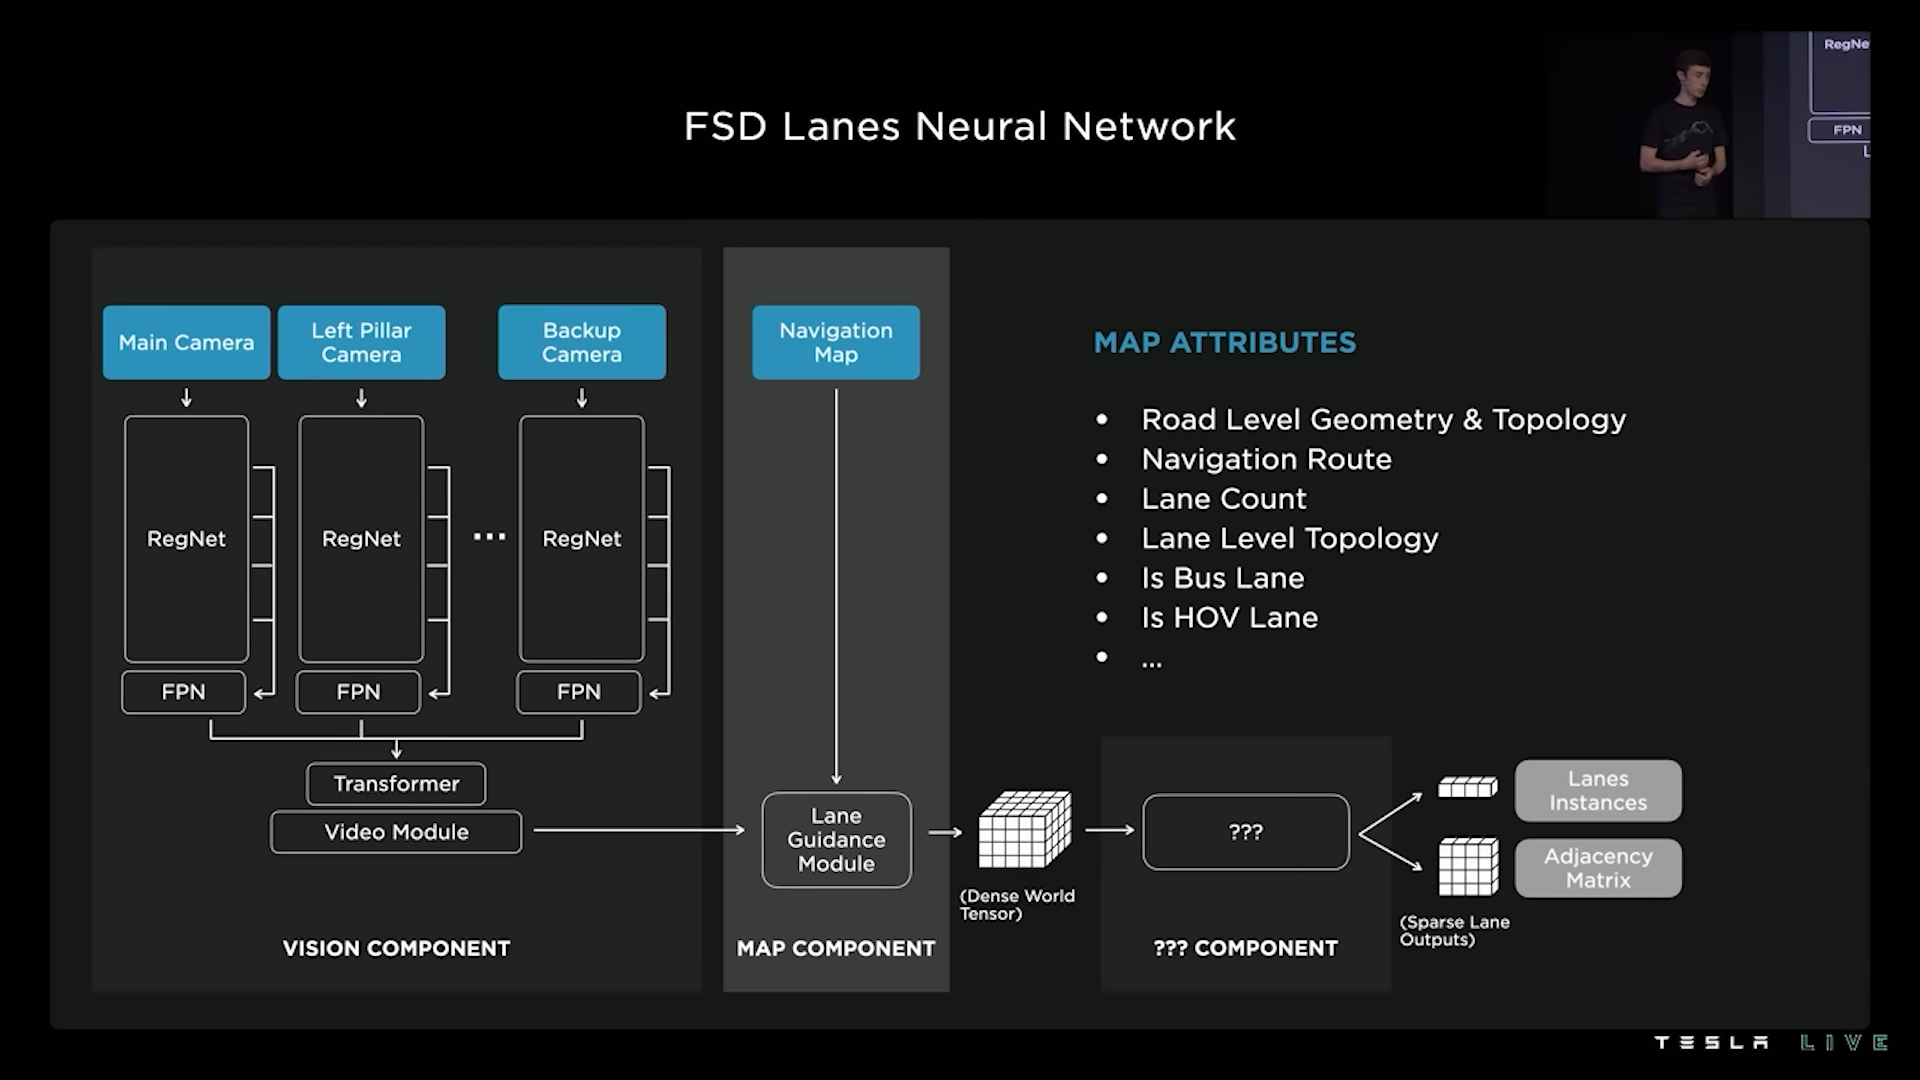 RegNe
FPN
L
FSD Lanes Neural Network
Main Camera
Left Pillar
Camera
Backup
Camera
Navigation
Map
RegNet
RegNet
...
RegNet
FPN
FPN
FPN
Transformer
Video Module
VISION COMPONENT
Lane
Guidance
Module
MAP COMPONENT
MAP ATTRIBUTES
• Road Level Geometry & Topology
• Navigation Route
• Lane Count
• Lane Level Topology
• Is Bus Lane
• Is HOV Lane
• ...
(Dense World
Tensor)
???
??? COMPONENT
Lanes
Instances
Adjacency
Matrix
(Sparse Lane
Outputs)
TESLA LIVE